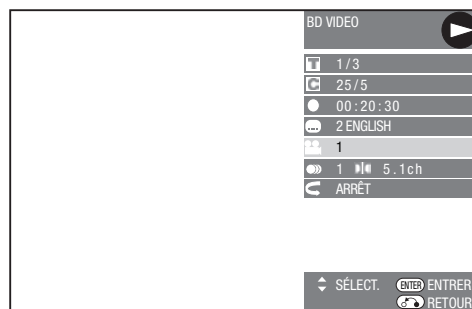 BD VIDEO
T 1/3
C 25/5
00:20:30
2 ENGLISH
1
1 5.1ch
ARRÊT
SÉLECT. ENTER ENTRER
RETOUR